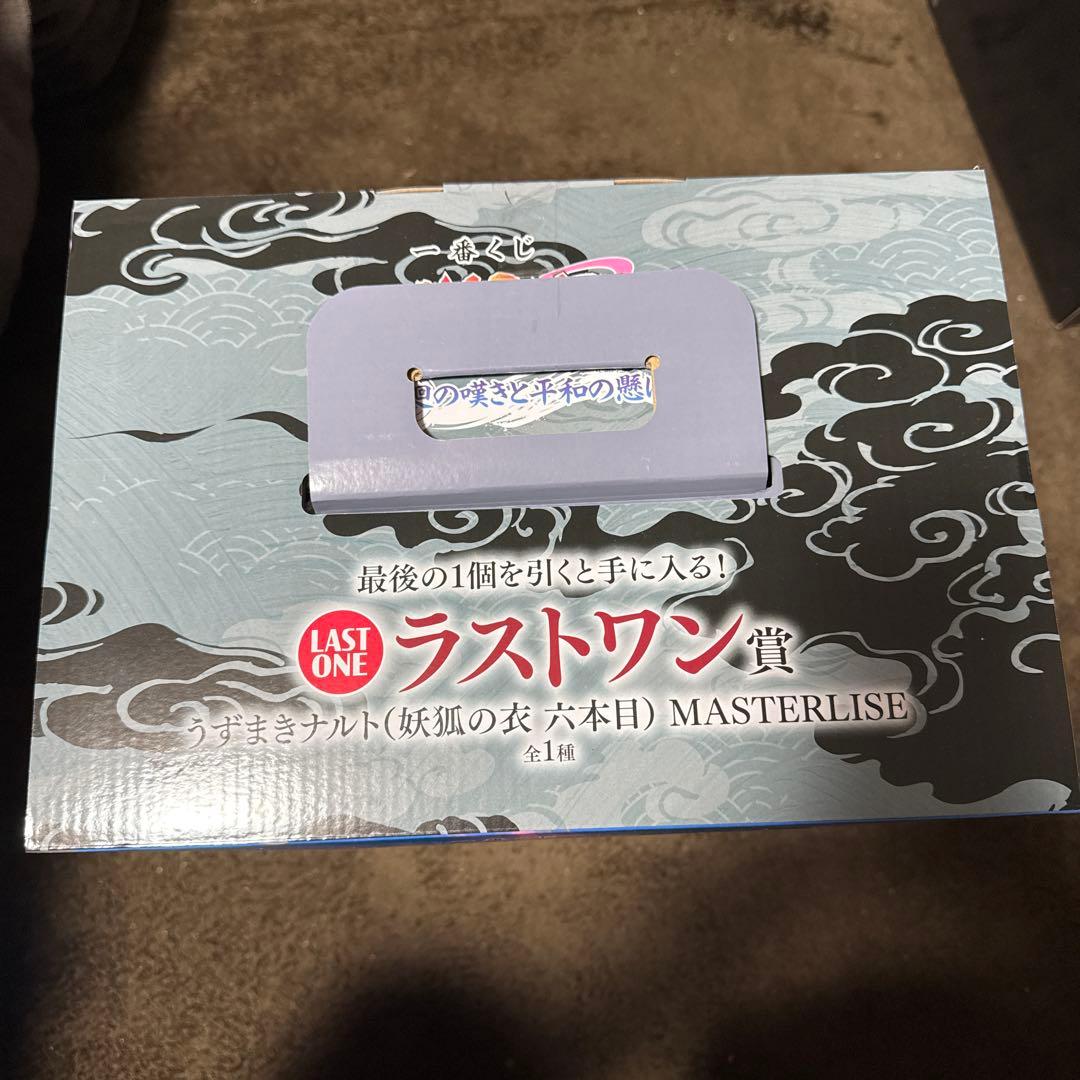 一番くじ
の嘆きと平和の懸
最後の1個を引くと手に入る!
LAST ONE ラストワン賞
うずまきナルト(妖狐の衣 六本目) MASTERLISE
全1種